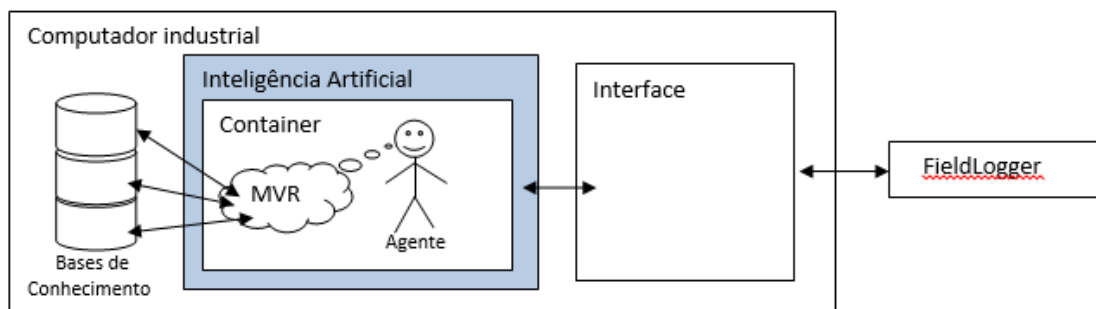 Computador industrial
Inteligência Artificial
Container
MVR
Agente
Bases de
Conhecimento
Interface
FieldLogger